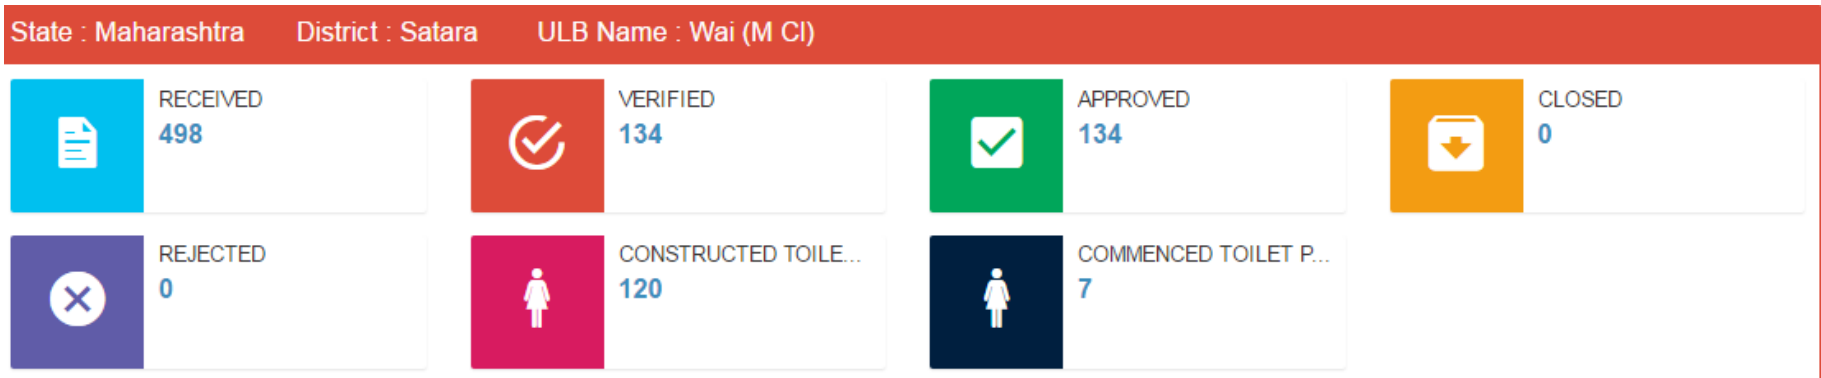 State : Maharashtra District : Satara ULB Name : Wai (M Cl)
RECEIVED
498
VERIFIED
134
APPROVED
134
CLOSED
0
REJECTED
0
CONSTRUCTED TOILE...
120
COMMENCED TOILET P...
7